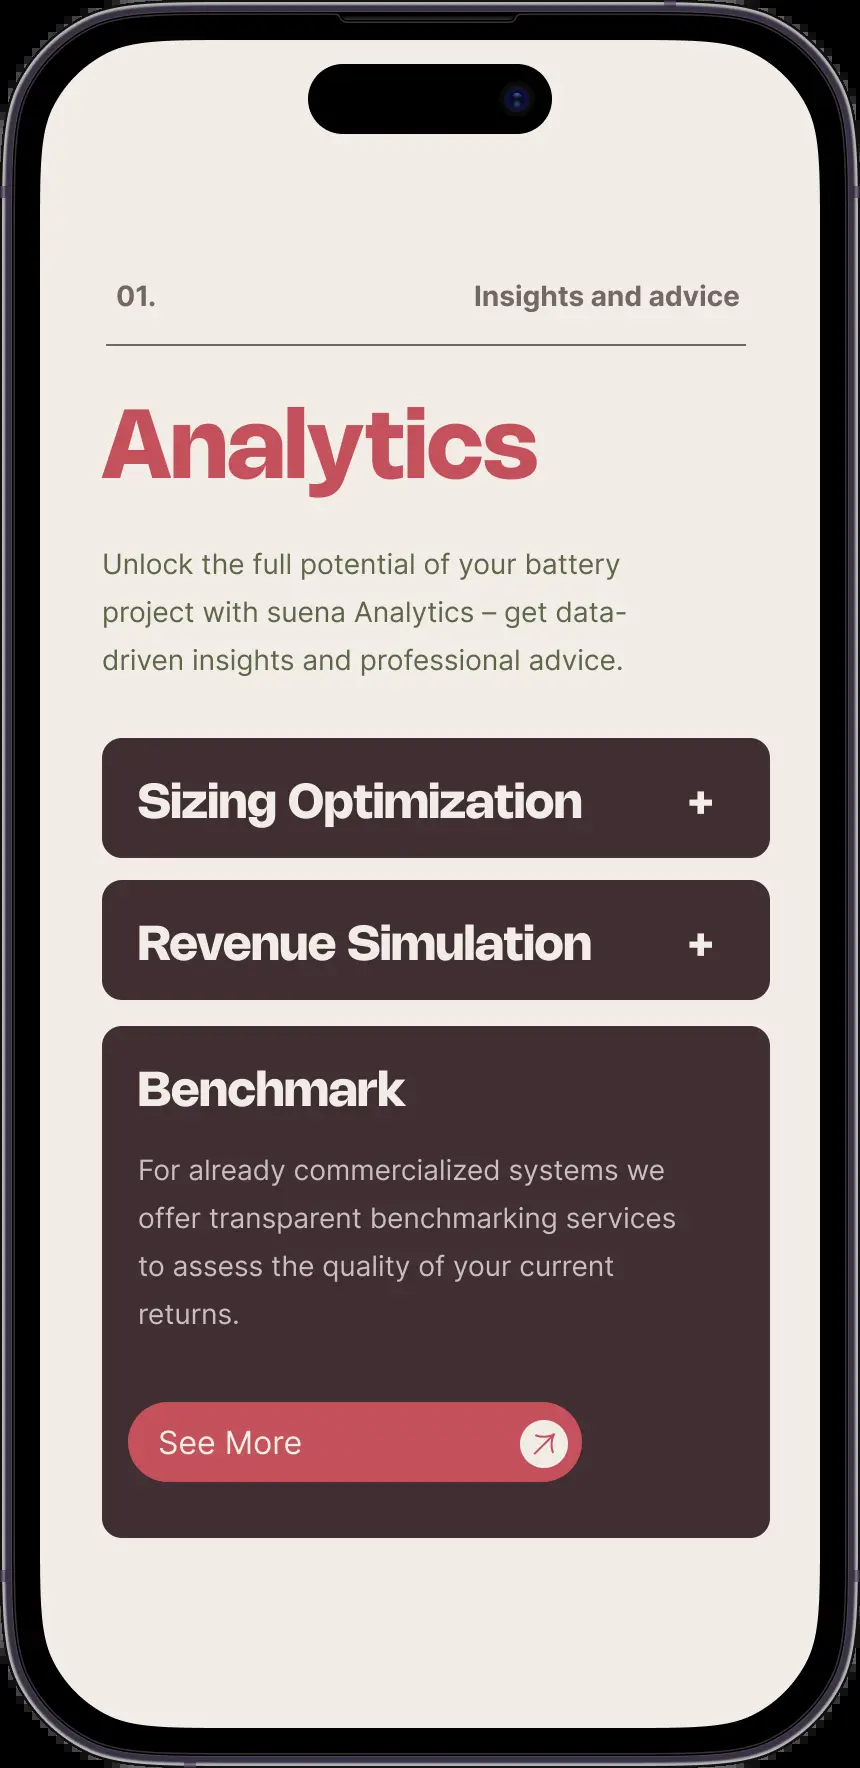 01. Insights and advice
Analytics
Unlock the full potential of your battery
project with suena Analytics – get data-
driven insights and professional advice.
Sizing Optimization +
Revenue Simulation +
Benchmark
For already commercialized systems we
offer transparent benchmarking services
to assess the quality of your current
returns.
See More